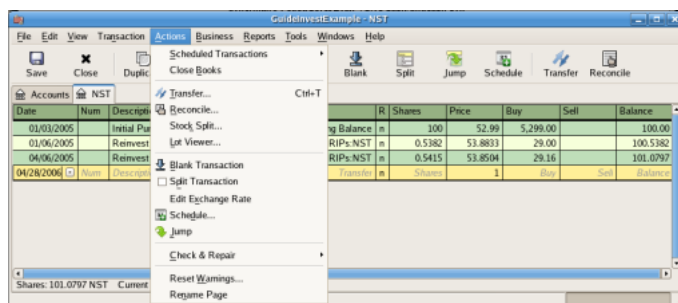 GuideInvestExample - NST
File Edit View Transaction Actions Business Reports Tools Windows Help
Save Close Duplic Blank Split Jump Schedule Transfer Reconcile
Scheduled Transactions
Close Books
Accounts NST
Transfer... Ctrl+T
Date Num Descripti R Shares Price Buy Sell Balance
Reconcile...
01/03/2005 Initial Pur ng Balance n 100 52.99 5,299.00 100.00
Stock Split...
01/06/2005 Reinvest RIPs:NST n 0.5382 53.8833 29.00 100.5382
Lot Viewer...
04/06/2005 Reinvest RIPs:NST n 0.5415 53.8504 29.16 101.0797
Blank Transaction
04/28/2006 Num Descripti Transfer n Shares 1 Buy Sell Balance
Split Transaction
Edit Exchange Rate
Schedule...
Jump
Check & Repair
Reset Warnings...
Shares: 101.0797 NST Current
Rename Page